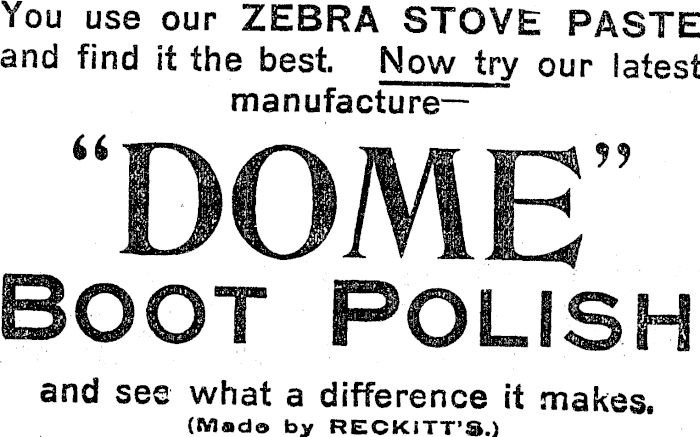 You use our ZEBRA STOVE PASTE
and find it the best. Now try our latest
manufacture—
“DOME”
BOOT POLISH
and see what a difference it makes.
(Made by RECKITT'S.)